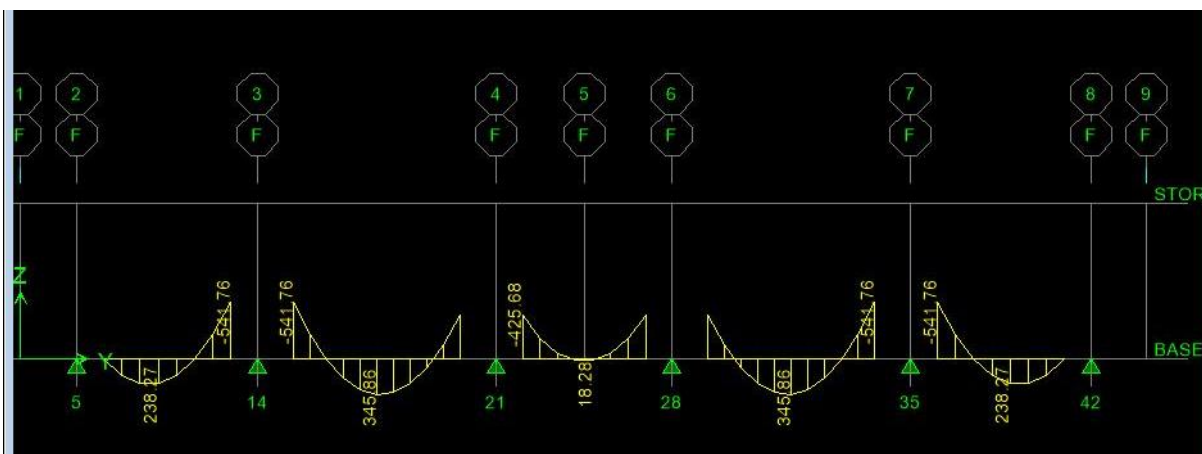 1 2 3 4 5 6 7 8 9
F F F F F F F F F
STOR
Z
-541.76 -541.76 -425.68 -541.76 -541.76
Y BASE
238.27 345.86 18.28 345.86 238.27
5 14 21 28 35 42